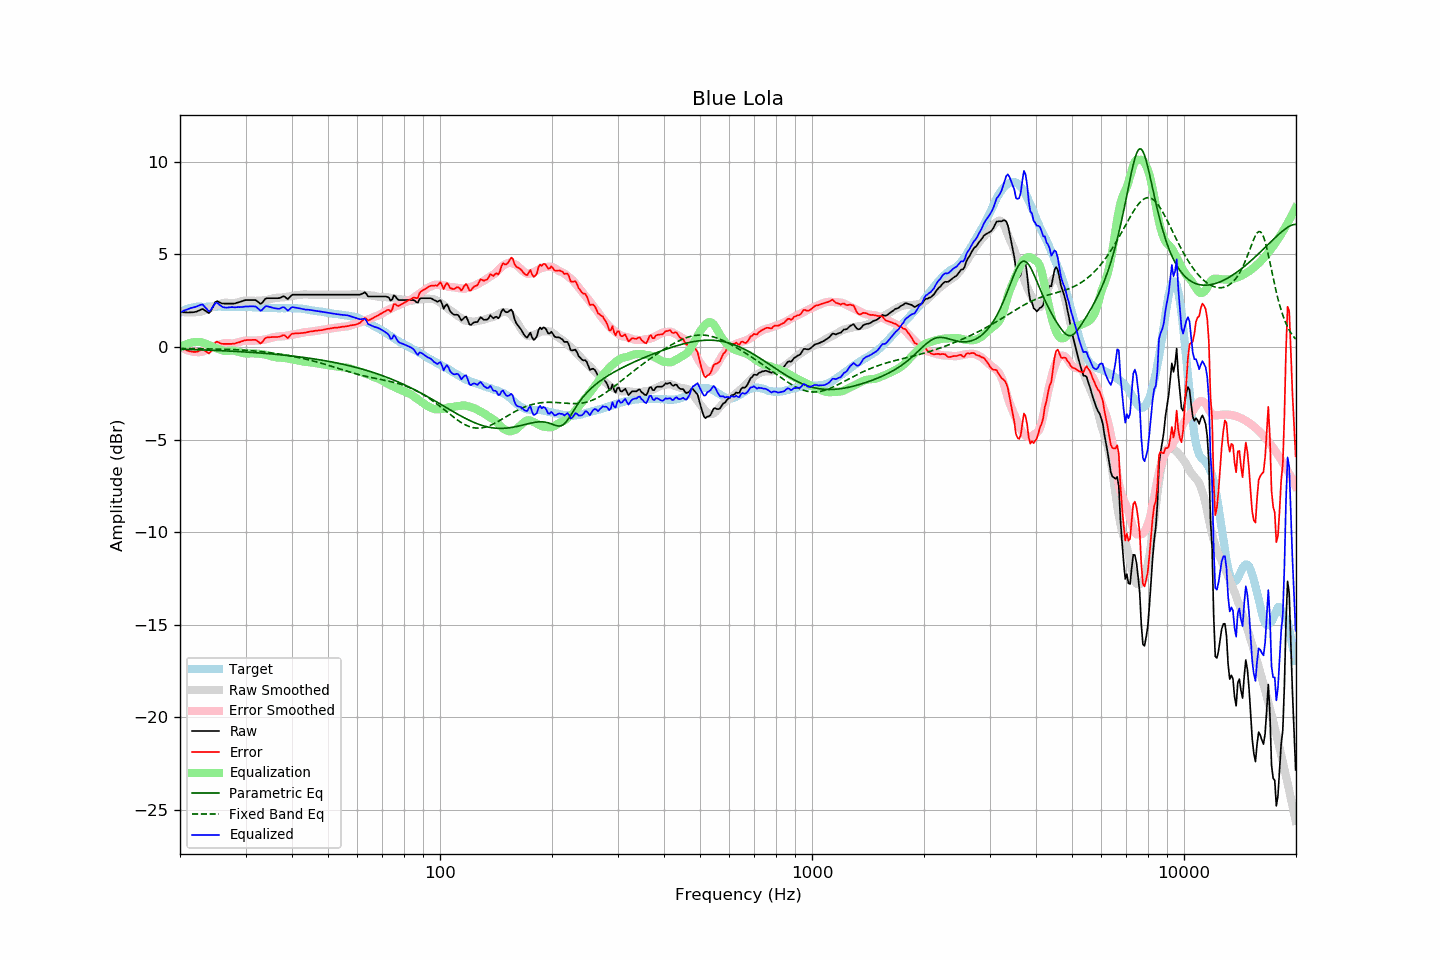 Blue Lola
10
5
0
−5
−10
−15
−20
−25
Amplitude (dBr)
Target
Raw Smoothed
Error Smoothed
Raw
Error
Equalization
Parametric Eq
Fixed Band Eq
Equalized
100
1000
10000
Frequency (Hz)